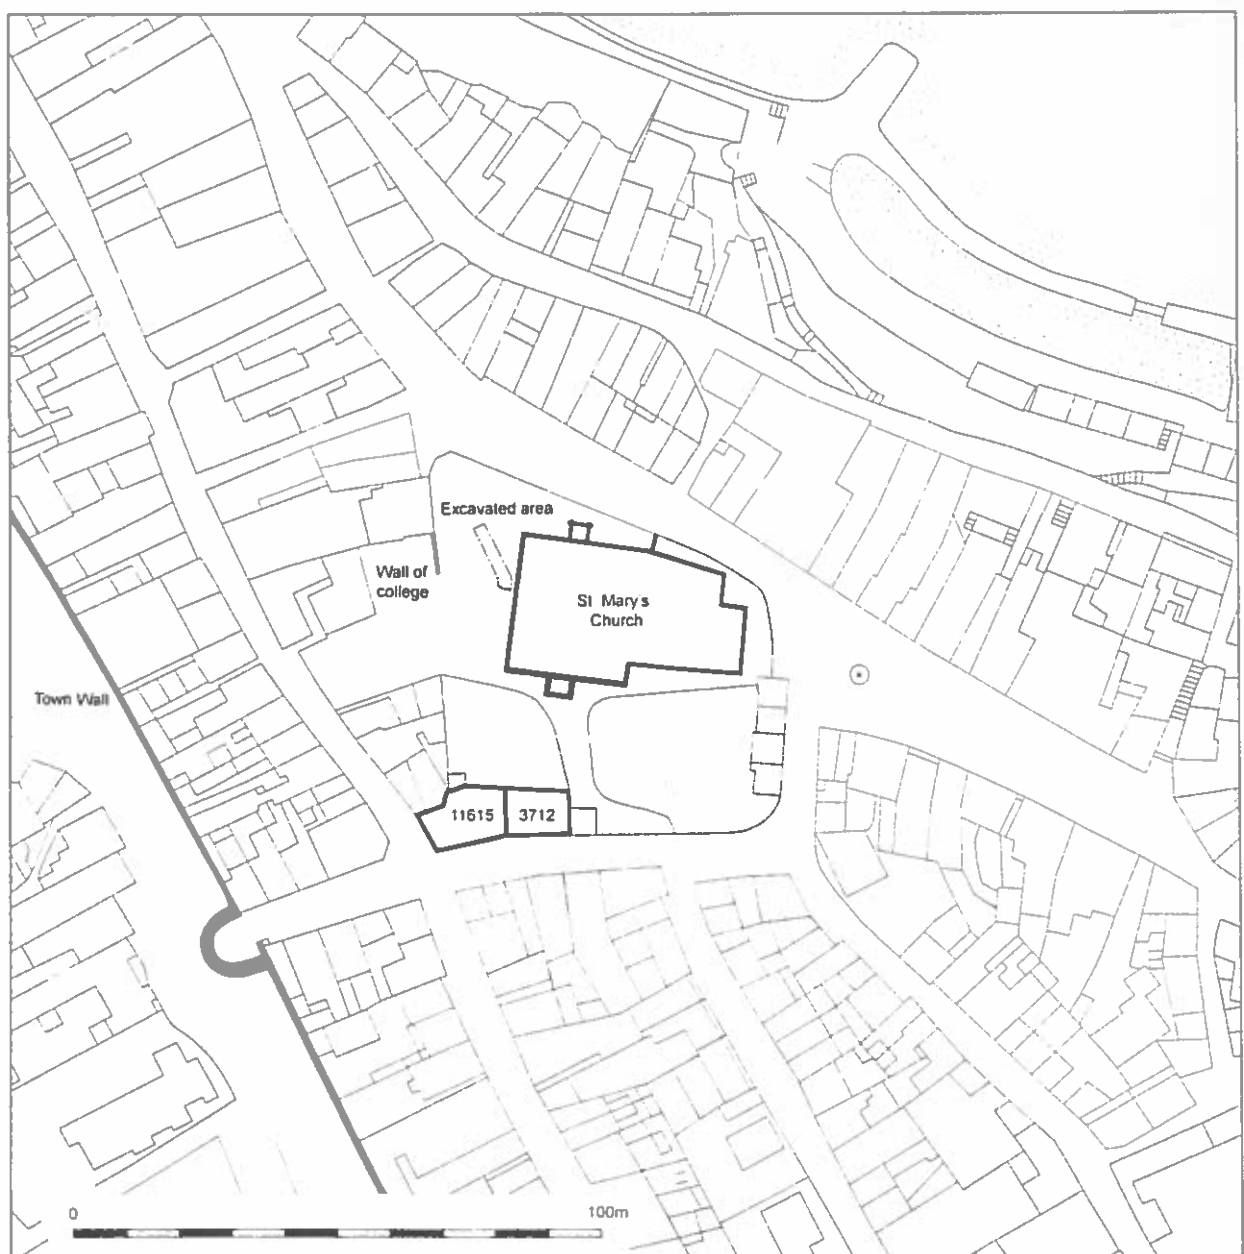 Excavated area
Wall of
college
St. Mary's
Church
Town Wall
11615
3712
0
100m